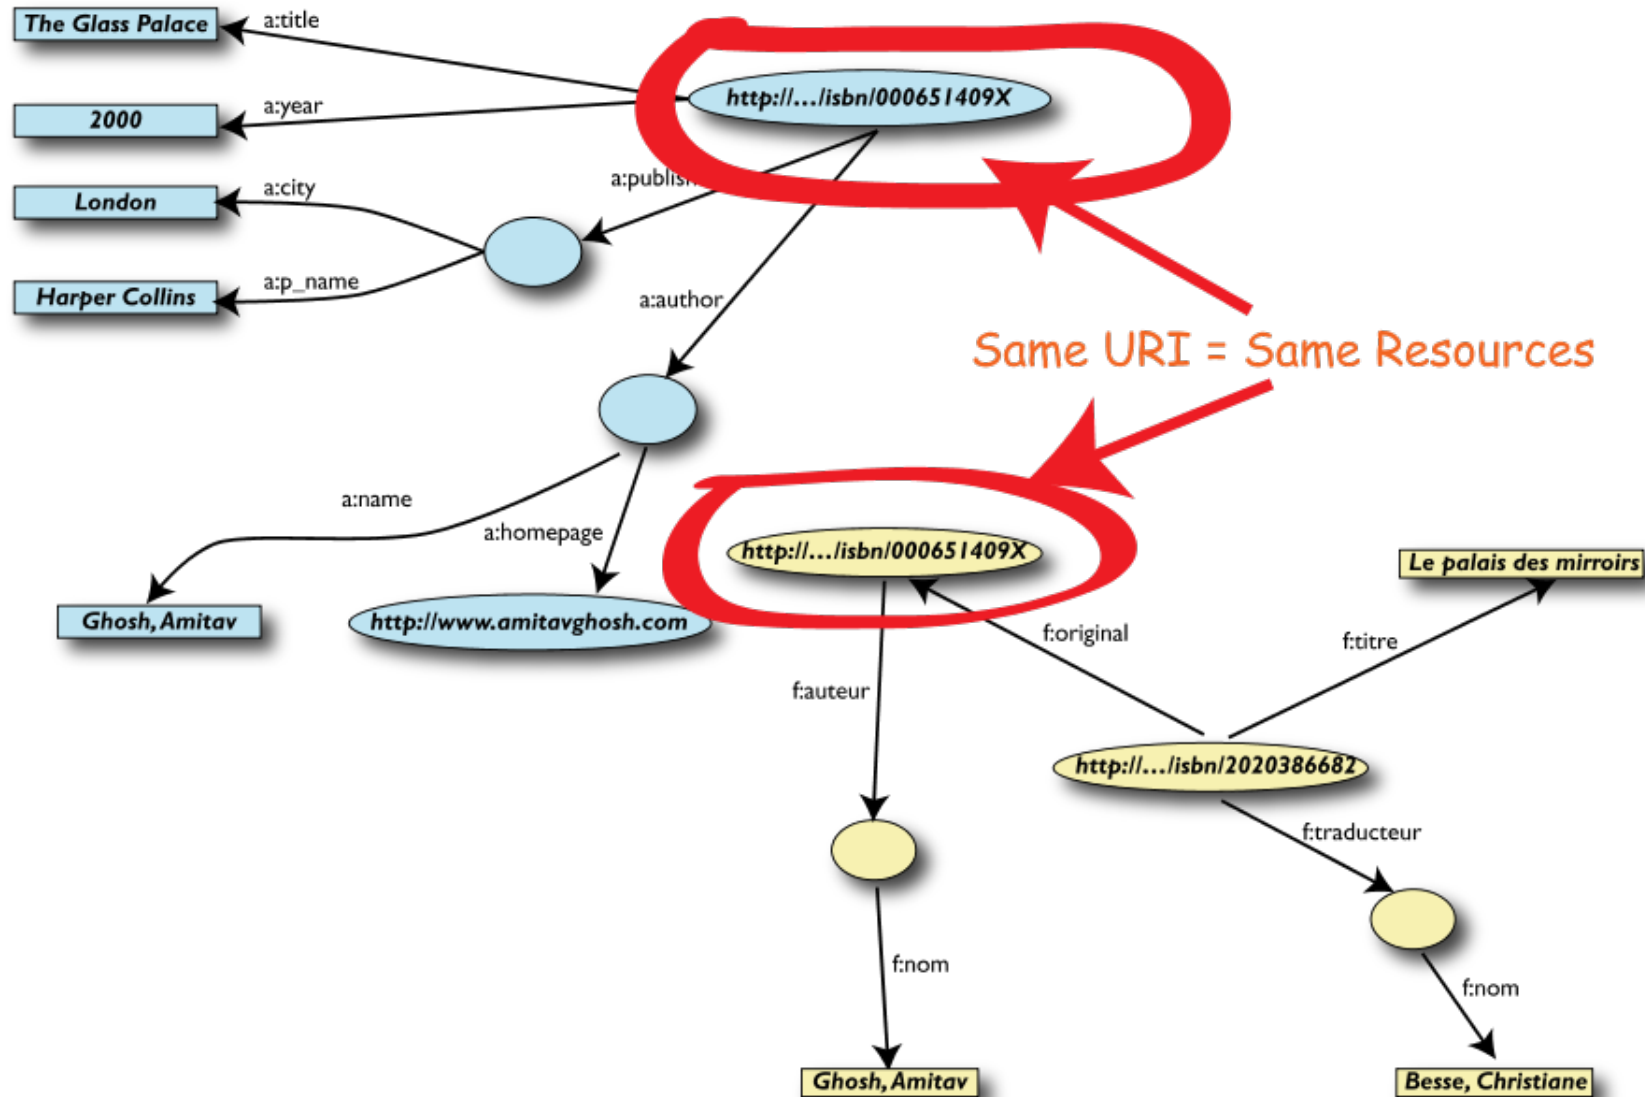 The Glass Palace
a:title
http://.../isbn/000651409X
2000
a:year
London
a:city
a:publish
Harper Collins
a:p_name
a:author
Same URI = Same Resources
a:name
a:homepage
http://.../isbn/000651409X
Le palais des mirroirs
Ghosh, Amitav
http://www.amitavghosh.com
f:original
f:titre
f:auteur
http://.../isbn/2020386682
f:traducteur
f:nom
f:nom
Ghosh, Amitav
Besse, Christiane